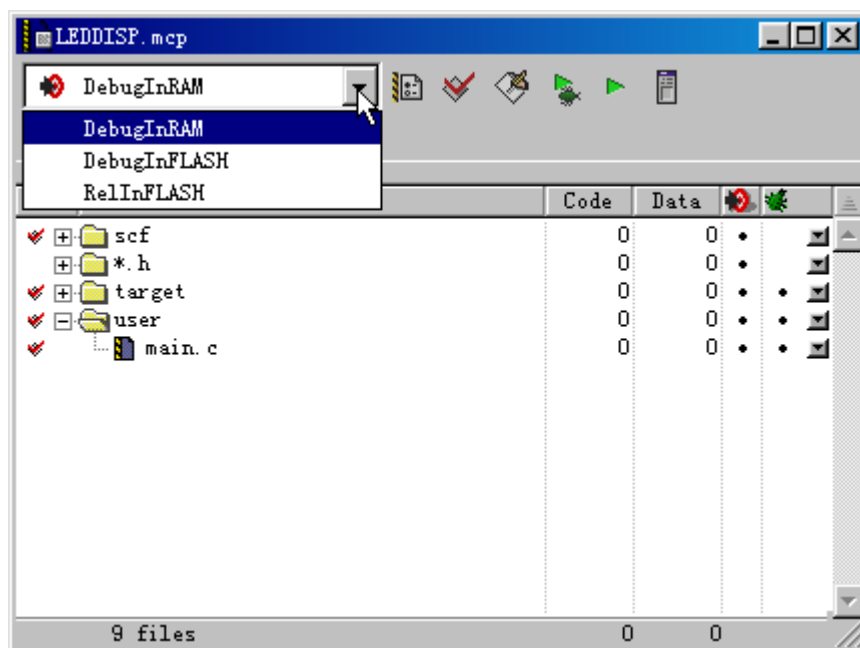 LEDDISP.mcp
DebugInRAM
DebugInRAM
DebugInFLASH
RelInFLASH
Code Data
scf 0 0
*.h 0 0
target 0 0
user 0 0
main.c 0 0
9 files 0 0